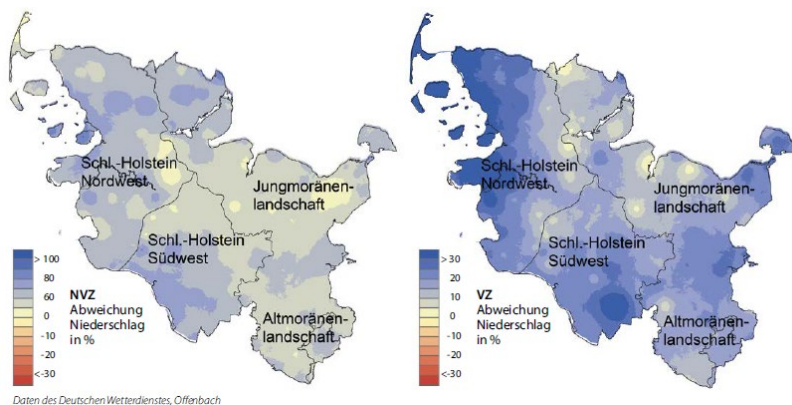 Schl.-Holstein
Nordwest
Jungmoränen-
landschaft
Schl.-Holstein
Südwest
Altmoränen-
landschaft
> 100
80
60
0
-10
-20
<-30
NVZ
Abweichung
Niederschlag
in %
Schl.-Holstein
Nordwest
Jungmoränen-
landschaft
Schl.-Holstein
Südwest
Altmoränen-
landschaft
> 30
20
10
0
-10
-20
<-30
VZ
Abweichung
Niederschlag
in %
Daten des Deutschen Wetterdienstes, Offenbach